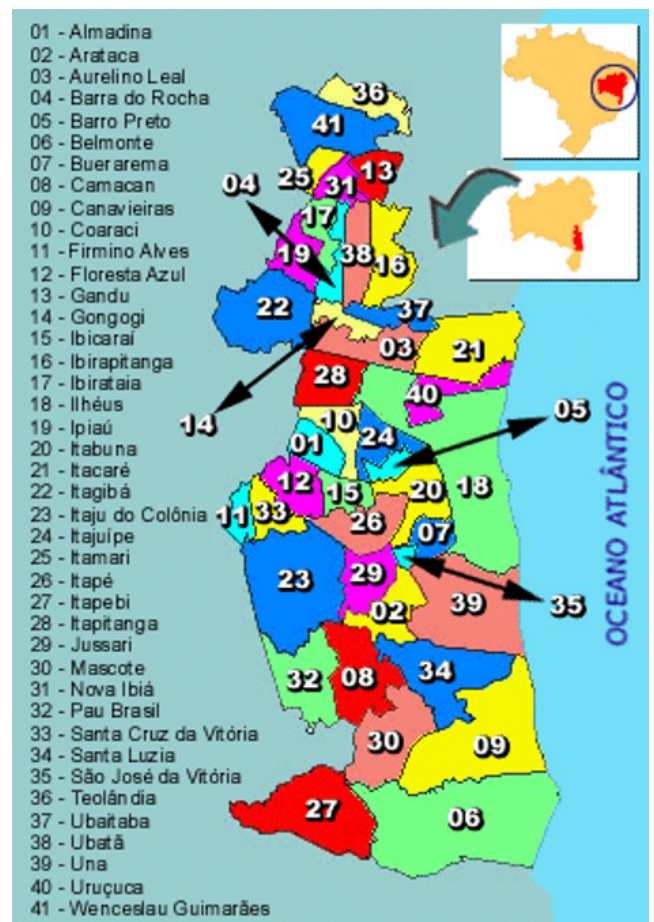 01 - Almadina
02 - Arataca
03 - Aurelino Leal
04 - Barra do Rocha
05 - Barro Preto
06 - Belmonte
07 - Buerarema
08 - Camacan
09 - Canavieiras
10 - Coaraci
11 - Firmino Alves
12 - Floresta Azul
13 - Gandu
14 - Gongogi
15 - Ibicaraí
16 - Ibirapitanga
17 - Ibirataia
18 - Ilhéus
19 - Ipiaú
20 - Itabuna
21 - Itacaré
22 - Itagibá
23 - Itaju do Colônia
24 - Itajuípe
25 - Itamari
26 - Itapé
27 - Itapebi
28 - Itapitanga
29 - Jussari
30 - Mascote
31 - Nova Ibiá
32 - Pau Brasil
33 - Santa Cruz da Vitória
34 - Santa Luzia
35 - São José da Vitória
36 - Teolândia
37 - Ubaitaba
38 - Ubatã
39 - Una
40 - Uruçuca
41 - Wenceslau Guimarães
36
41
25
31
13
04
17
19
38
16
22
37
03
21
28
40
14
10
05
01
24
12
15
20
18
11
33
26
07
23
29
02
39
35
32
08
34
30
09
27
06
OCEANO ATLÂNTICO